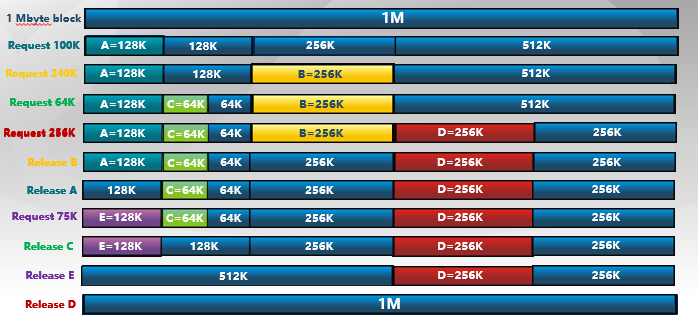 1 Mbyte block 1M
Request 100K A=128K 128K 256K 512K
Request 240K A=128K 128K B=256K 512K
Request 64K A=128K C=64K 64K B=256K 512K
Request 256K A=128K C=64K 64K B=256K D=256K 256K
Release B A=128K C=64K 64K 256K D=256K 256K
Release A 128K C=64K 64K 256K D=256K 256K
Request 75K E=128K C=64K 64K 256K D=256K 256K
Release C E=128K 128K 256K D=256K 256K
Release E 512K D=256K 256K
Release D 1M